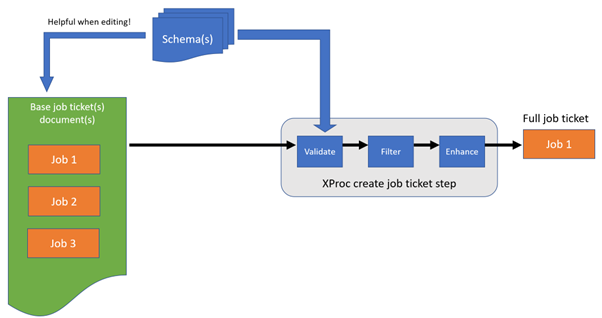 Helpful when editing!
Schema(s)
Base job ticket(s)
document(s)
Job 1
Job 2
Job 3
Validate
Filter
Enhance
XProc create job ticket step
Full job ticket
Job 1